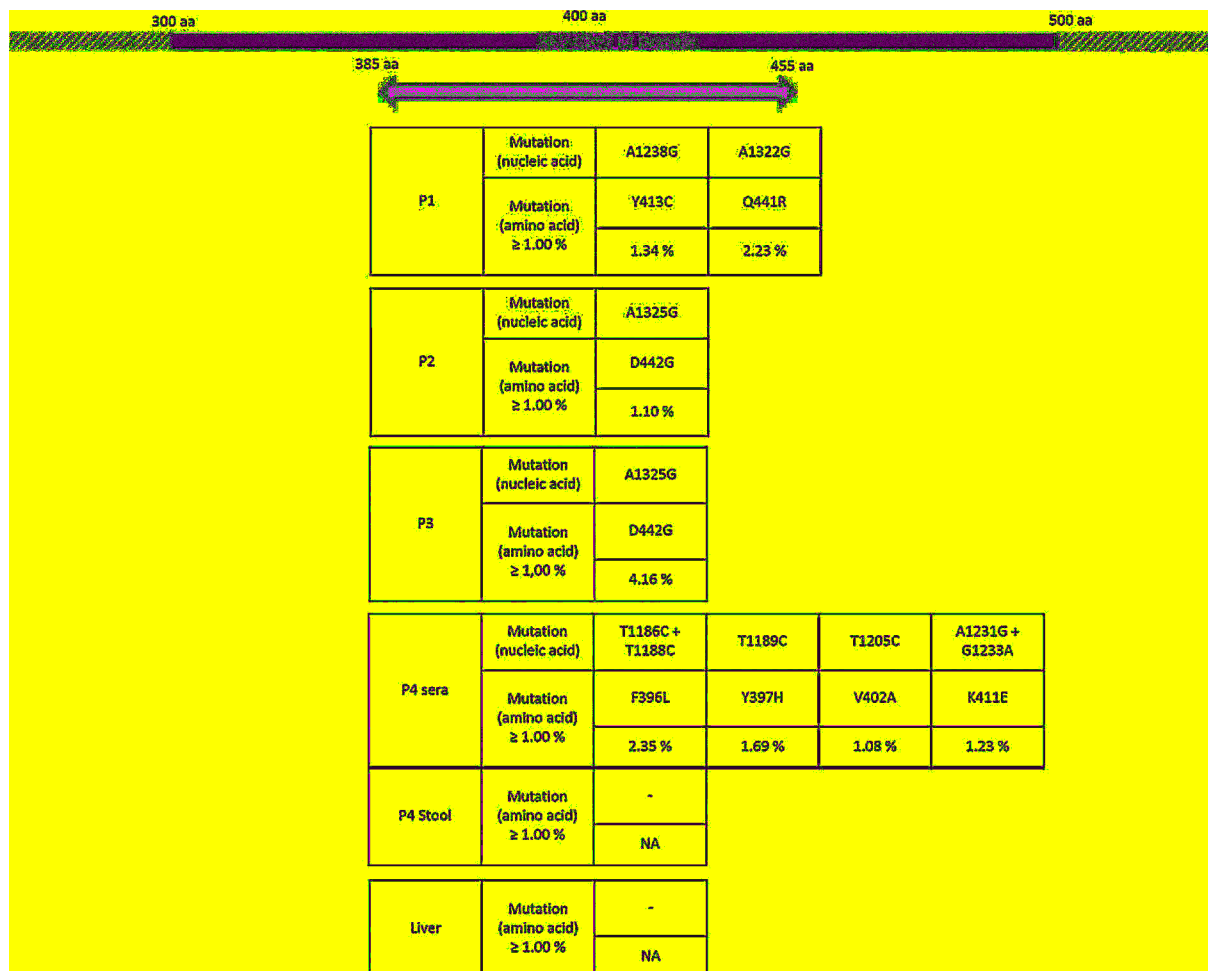 300 aa
400 aa
500 aa
385 aa
455 aa
P1
Mutation
(nucleic acid)
A1238G
A1322G
Mutation
(amino acid)
≥ 1.00 %
Y413C
Q441R
1.34 %
2.23 %
P2
Mutation
(nucleic acid)
A1325G
Mutation
(amino acid)
≥ 1.00 %
D442G
1.10 %
P3
Mutation
(nucleic acid)
A1325G
Mutation
(amino acid)
≥ 1,00 %
D442G
4.16 %
P4 sera
Mutation
(nucleic acid)
T1186C +
T1188C
T1189C
T1205C
A1231G +
G1233A
Mutation
(amino acid)
≥ 1.00 %
F396L
Y397H
V402A
K411E
2.35 %
1.69 %
1.08 %
1.23 %
P4 Stool
Mutation
(amino acid)
≥ 1.00 %
-
NA
Liver
Mutation
(amino acid)
≥ 1.00 %
-
NA